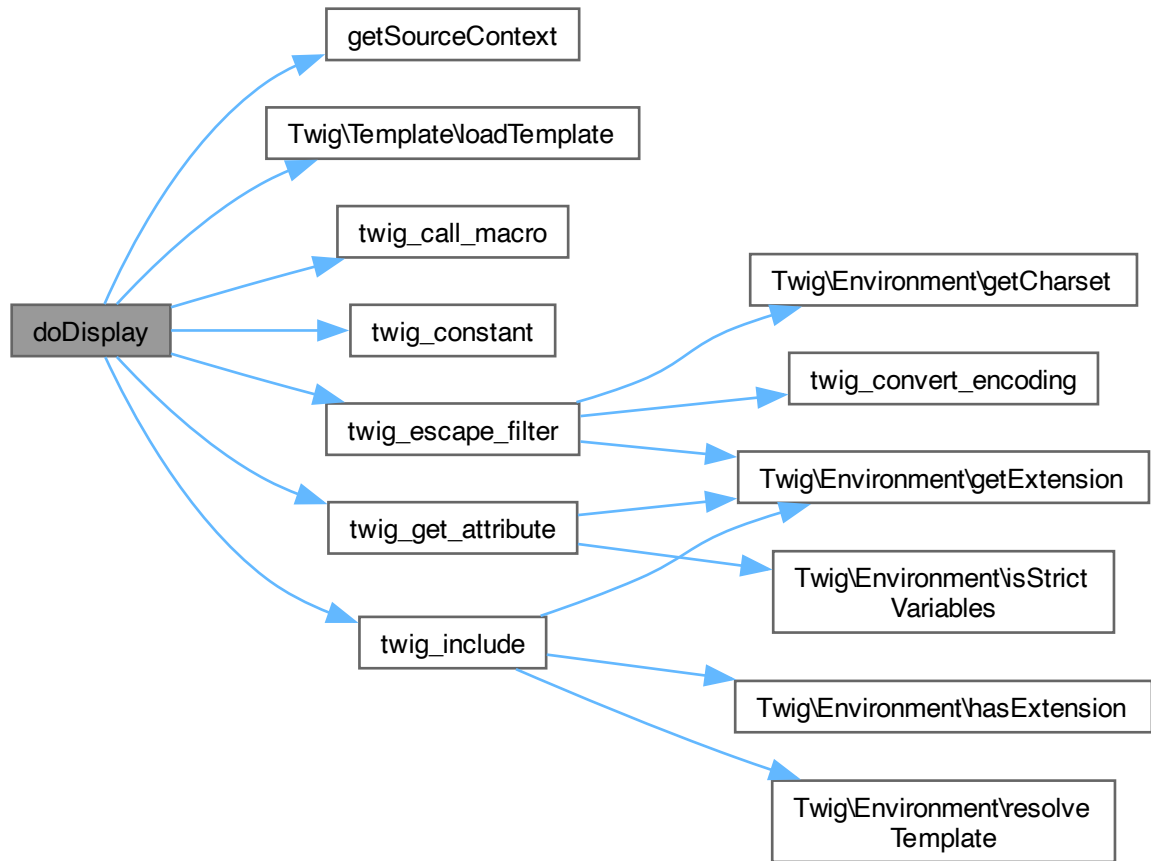 getSourceContext
Twig\Template\loadTemplate
twig_call_macro
doDisplay
twig_constant
twig_escape_filter
twig_get_attribute
twig_include
Twig\Environment\getCharset
twig_convert_encoding
Twig\Environment\getExtension
Twig\Environment\isStrict
Variables
Twig\Environment\hasExtension
Twig\Environment\resolve
Template